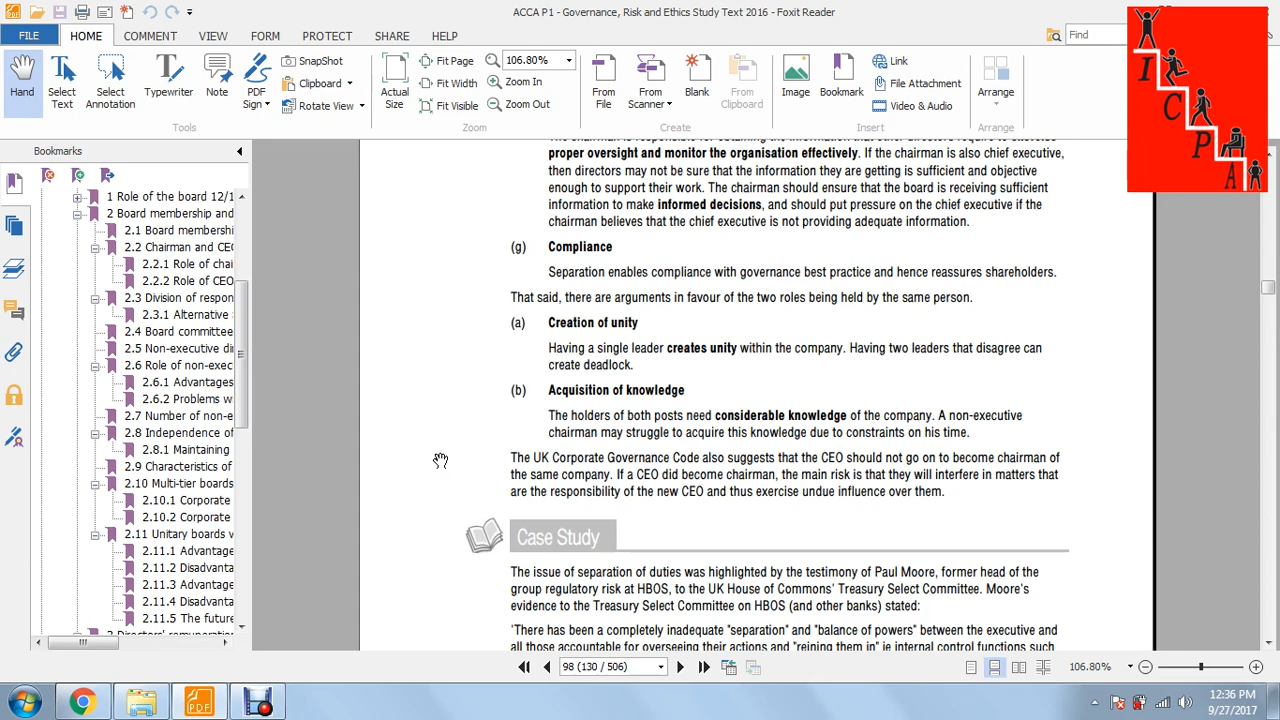 ACCA P1 - Governance, Risk and Ethics Study Text 2016 - Foxit Reader
FILE HOME COMMENT VIEW FORM PROTECT SHARE HELP Find
Hand
Select Text
Select Annotation
Typewriter
Note
PDF Sign
SnapShot
Clipboard
Rotate View
Tools
Actual Size
Fit Page
Fit Width
Fit Visible
106.80%
Zoom In
Zoom Out
Zoom
From File
From Scanner
Blank
From Clipboard
Create
Image
Bookmark
Link
File Attachment
Video & Audio
Insert
Arrange
Arrange
I
C
P
A
Bookmarks
1 Role of the board 12/1
2 Board membership and
2.1 Board membershi
2.2 Chairman and CEC
2.2.1 Role of chai
2.2.2 Role of CEO
2.3 Division of respon
2.3.1 Alternative
2.4 Board committee
2.5 Non-executive di
2.6 Role of non-exec
2.6.1 Advantages
2.6.2 Problems w
2.7 Number of non-e
2.8 Independence of
2.8.1 Maintaining
2.9 Characteristics of
2.10 Multi-tier boards
2.10.1 Corporate
2.10.2 Corporate
2.11 Unitary boards v
2.11.1 Advantage
2.11.2 Disadvanta
2.11.3 Advantage
2.11.4 Disadvanta
2.11.5 The future
proper oversight and monitor the organisation effectively. If the chairman is also chief executive,
then directors may not be sure that the information they are getting is sufficient and objective
enough to support their work. The chairman should ensure that the board is receiving sufficient
information to make informed decisions, and should put pressure on the chief executive if the
chairman believes that the chief executive is not providing adequate information.
(g) Compliance
Separation enables compliance with governance best practice and hence reassures shareholders.
That said, there are arguments in favour of the two roles being held by the same person.
(a) Creation of unity
Having a single leader creates unity within the company. Having two leaders that disagree can
create deadlock.
(b) Acquisition of knowledge
The holders of both posts need considerable knowledge of the company. A non-executive
chairman may struggle to acquire this knowledge due to constraints on his time.
The UK Corporate Governance Code also suggests that the CEO should not go on to become chairman of
the same company. If a CEO did become chairman, the main risk is that they will interfere in matters that
are the responsibility of the new CEO and thus exercise undue influence over them.
Case Study
The issue of separation of duties was highlighted by the testimony of Paul Moore, former head of the
group regulatory risk at HBOS, to the UK House of Commons' Treasury Select Committee. Moore's
evidence to the Treasury Select Committee on HBOS (and other banks) stated:
'There has been a completely inadequate "separation" and "balance of powers" between the executive and
all those accountable for overseeing their actions and "reining them in" ie internal control functions such
98 (130 / 506)
106.80%
12:36 PM
9/27/2017